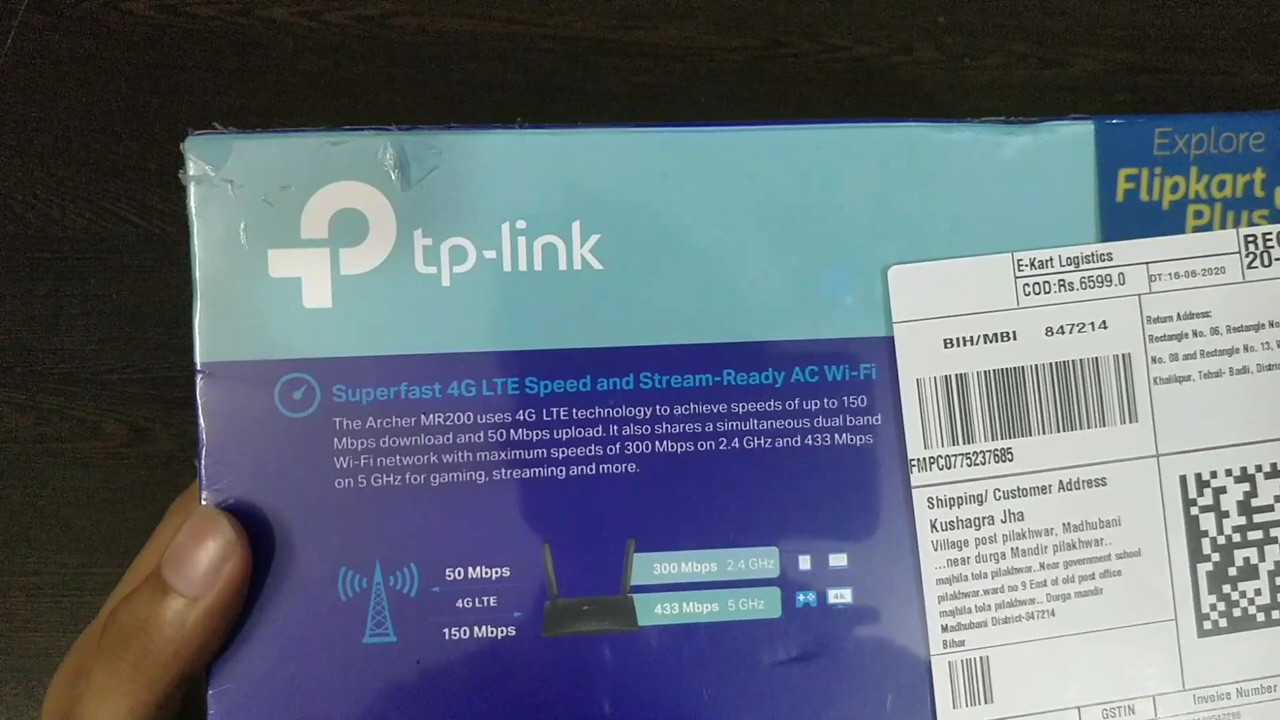 tp-link
Superfast 4G LTE Speed and Stream-Ready AC Wi-Fi
The Archer MR200 uses 4G LTE technology to achieve speeds of up to 150
Mbps download and 50 Mbps upload. It also shares a simultaneous dual band
Wi-Fi network with maximum speeds of 300 Mbps on 2.4 GHz and 433 Mbps
on 5 GHz for gaming, streaming and more.
50 Mbps
4G LTE
150 Mbps
300 Mbps 2.4 GHz
433 Mbps 5 GHz
4k
Explore
Flipkart
Plus
E-Kart Logistics
COD:Rs.6599.0
DT:16-06-2020
REG
20-
BIH/MBI 847214
FMPC0775237685
Return Address:
Rectangle No. 06, Rectangle No
No. 08 and Rectangle No. 13,
Khalikpur, Tehsil- Badli, Distric
Shipping/ Customer Address
Kushagra Jha
Village post pilakhwar, Madhubani
...near durga Mandir pilakhwar..
majhila tola pilakhwar..Near government school
pilakhwar.ward no 9 East of old post office
majhila tola pilakhwar.. Durga mandir
Madhubani District-847214
Bihar
GSTIN
Invoice Number